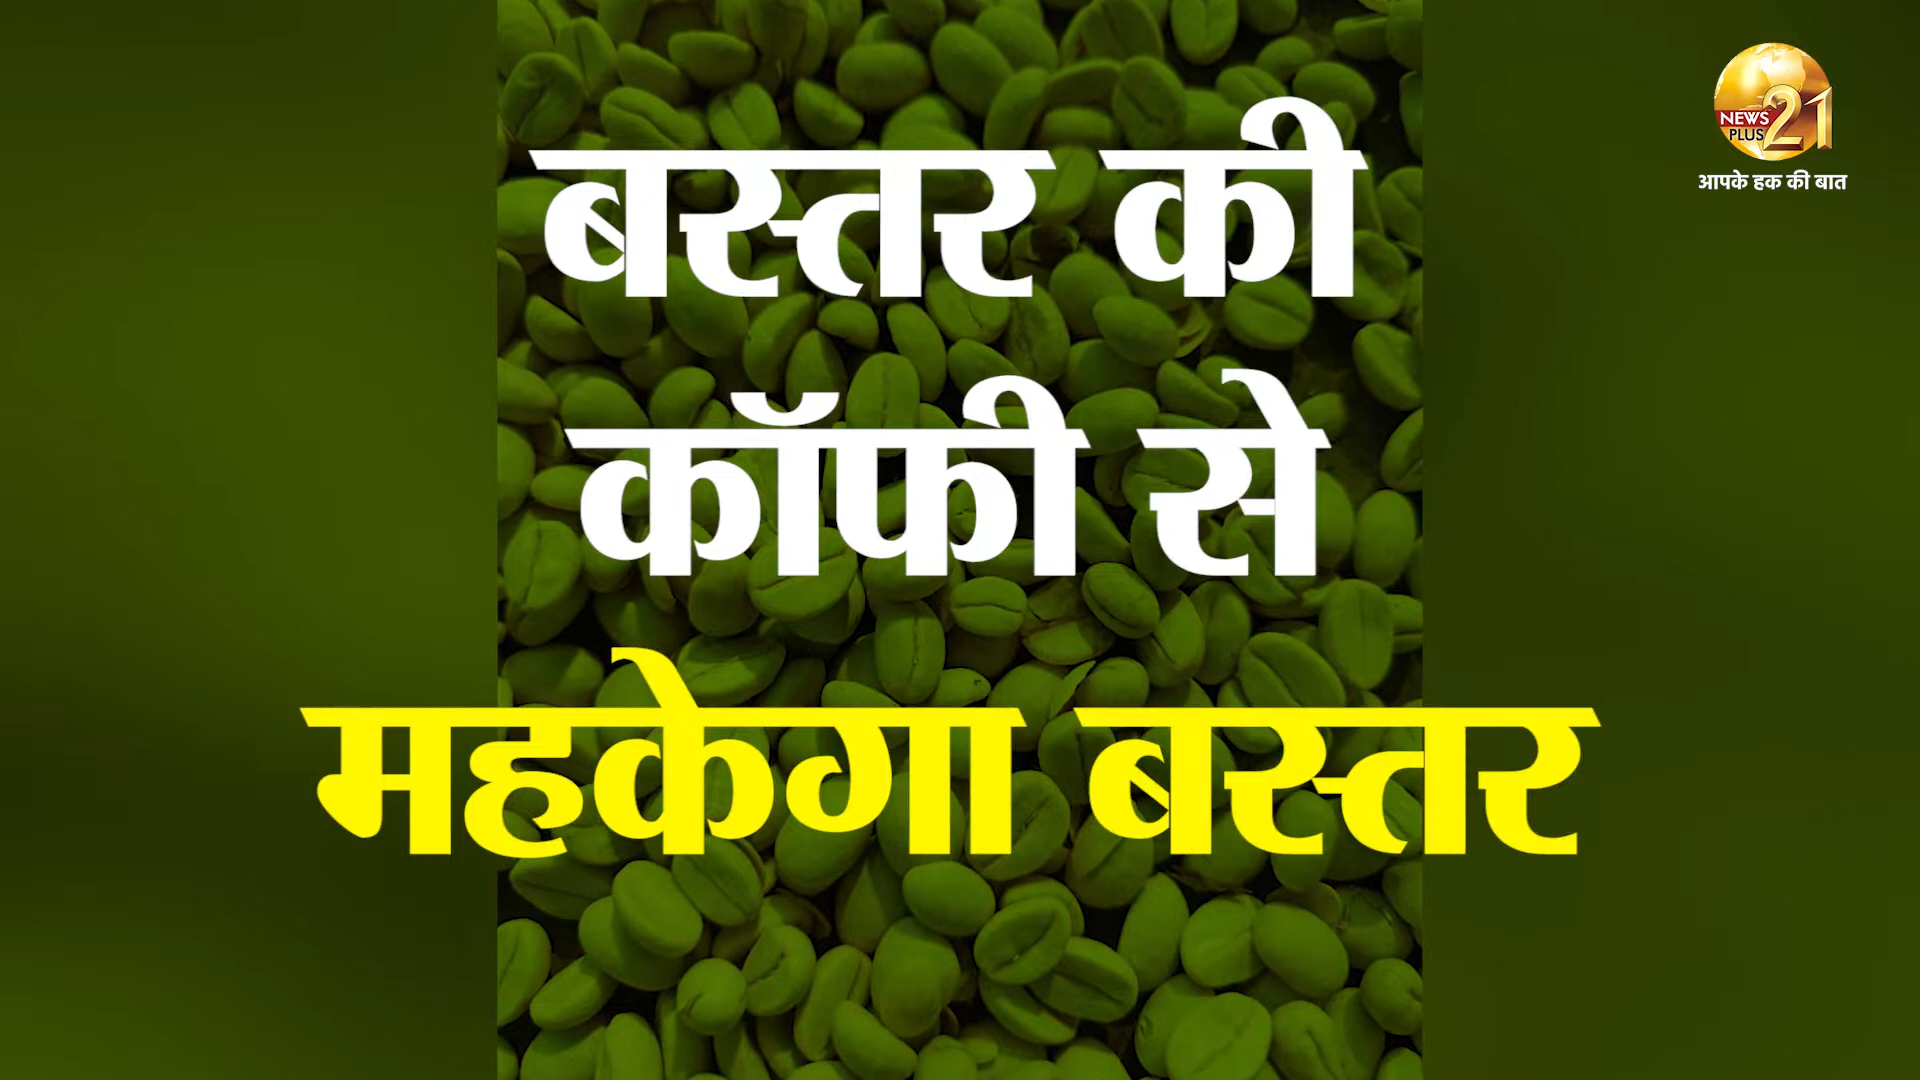 बस्तर की
कॉफी से
महकेगा बस्तर
NEWS
PLUS
21
आपके हक की बात